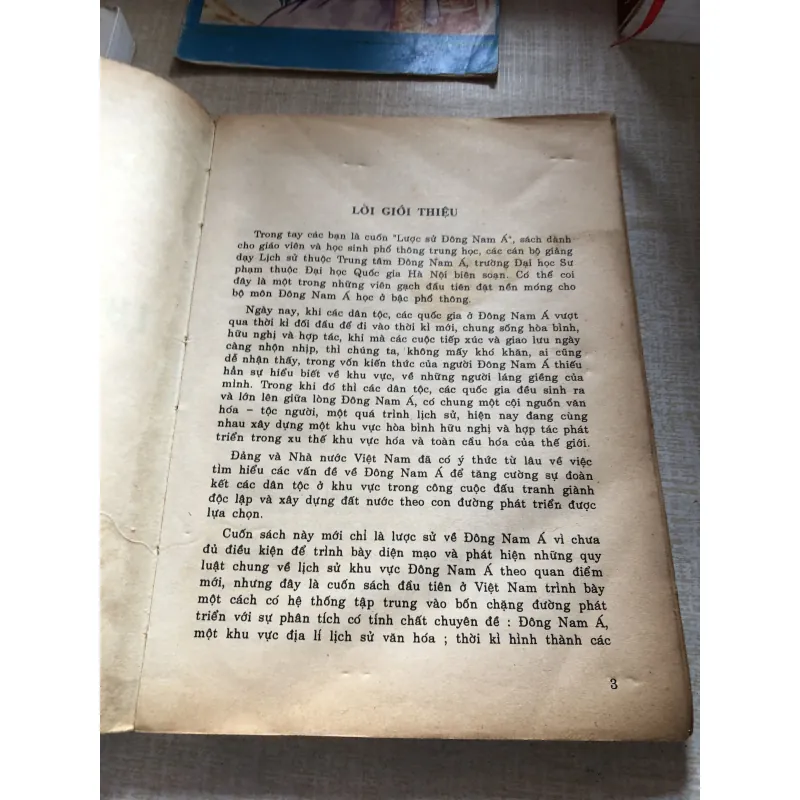 LỜI GIỚI THIỆU
Trong tay các bạn là cuốn "Lược sử Đông Nam Á", sách dành
cho giáo viên và học sinh phổ thông trung học, các cán bộ giảng
dạy Lịch sử thuộc Trung tâm Đông Nam Á, trường Đại học Sư
phạm thuộc Đại học Quốc gia Hà Nội biên soạn. Có thể coi
đây là một trong những viên gạch đầu tiên đặt nền móng cho
bộ môn Đông Nam Á học ở bậc phổ thông.
Ngày nay, khi các dân tộc, các quốc gia ở Đông Nam Á vượt
qua thời kì đối đầu để đi vào thời kì mới, chung sống hòa bình,
hữu nghị và hợp tác, khi mà các cuộc tiếp xúc và giao lưu ngày
càng nhộn nhịp, thì chúng ta, không mấy khó khăn, ai cũng
dễ nhận thấy, trong vốn kiến thức của người Đông Nam Á thiếu
hẳn sự hiểu biết về khu vực, về những người láng giềng của
mình. Trong khi đó thì các dân tộc, các quốc gia đều sinh ra
và lớn lên giữa lòng Đông Nam Á, có chung một cội nguồn văn
hóa – tộc người, một quá trình lịch sử, hiện nay đang cùng
nhau xây dựng một khu vực hòa bình hữu nghị và hợp tác phát
triển trong xu thế khu vực hóa và toàn cầu hóa của thế giới.
Đảng và Nhà nước Việt Nam đã có ý thức từ lâu về việc
tìm hiểu các vấn đề về Đông Nam Á để tăng cường sự đoàn
kết các dân tộc ở khu vực trong công cuộc đấu tranh giành
độc lập và xây dựng đất nước theo con đường phát triển được
lựa chọn.
Cuốn sách này mới chỉ là lược sử về Đông Nam Á vì chưa
đủ điều kiện để trình bày diện mạo và phát hiện những quy
luật chung về lịch sử khu vực Đông Nam Á theo quan điểm
mới, nhưng đây là cuốn sách đầu tiên ở Việt Nam trình bày
một cách có hệ thống tập trung vào bốn chặng đường phát
triển với sự phân tích có tính chất chuyên đề : Đông Nam Á,
một khu vực địa lí lịch sử văn hóa ; thời kì hình thành các
3